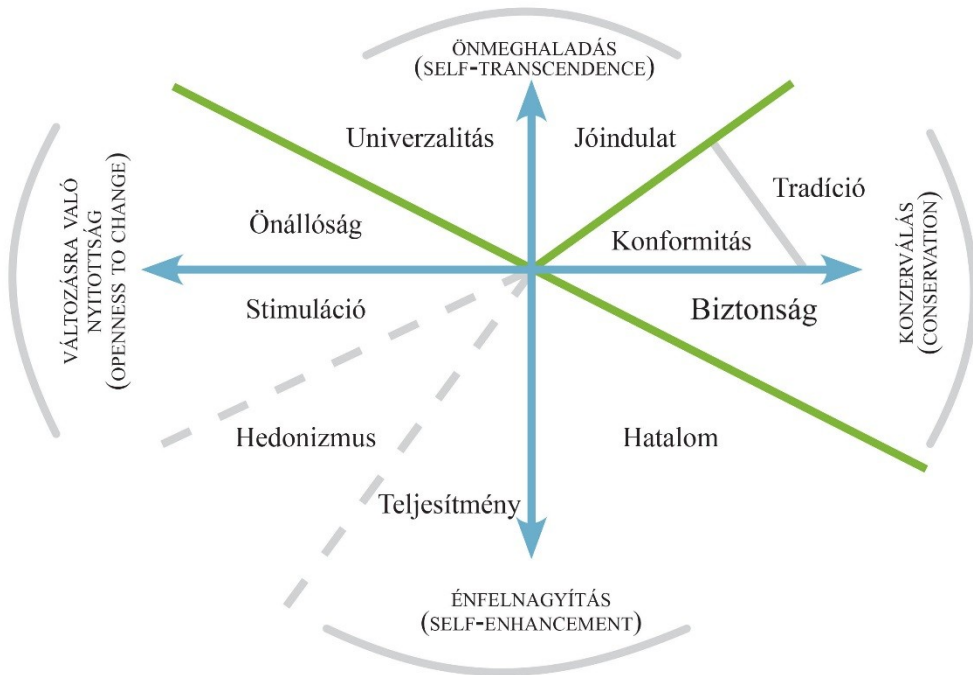 ÖNMEGHALADÁS
(SELF-TRANSCENDENCE)
Univerzalitás
Jóindulat
Tradíció
VÁLTOZÁSRA VALÓ
NYITOTTSÁG
(OPENNESS TO CHANGE)
Önállóság
Konformitás
KONZERVÁLÁS
(CONSERVATION)
Stimuláció
Biztonság
Hedonizmus
Hatalom
Teljesítmény
ÉNFELNAGYÍTÁS
(SELF-ENHANCEMENT)